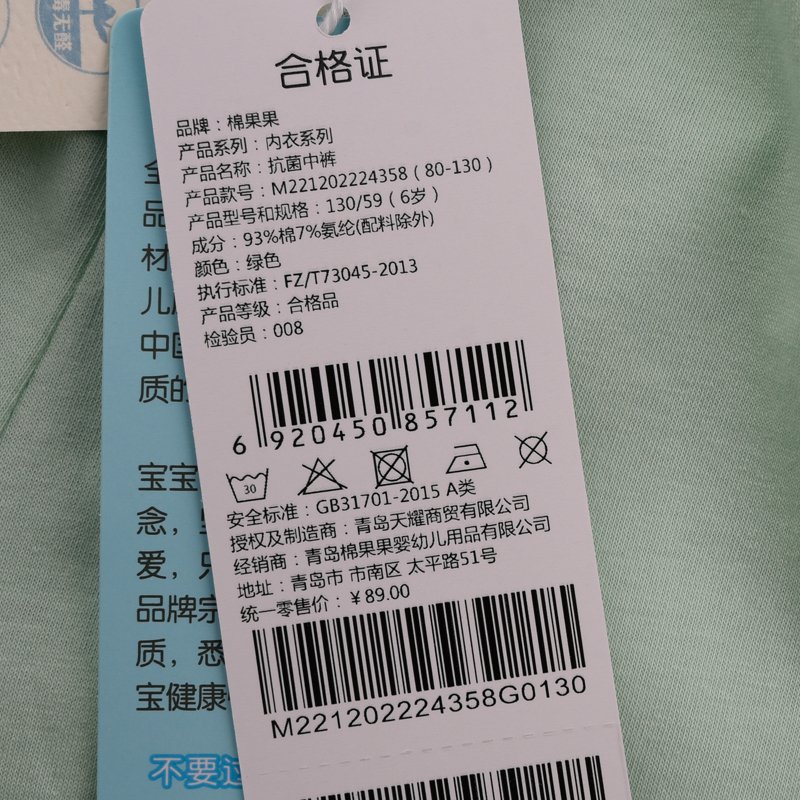 合格证
品牌：棉果果
产品系列：内衣系列
产品名称：抗菌中裤
产品款号：M221202224358（80-130）
产品型号和规格：130/59（6岁）
成分：93%棉7%氨纶(配料除外)
颜色：绿色
执行标准：FZ/T73045-2013
产品等级：合格品
检验员：008
6 920450 857112
30
安全标准：GB31701-2015 A类
授权及制造商：青岛天耀商贸有限公司
经销商：青岛棉果果婴幼儿用品有限公司
地址：青岛市 市南区 太平路51号
统一零售价：￥89.00
M221202224358G0130
全
品
材
儿
中国
质的
宝宝
念，
爱，只
品牌宗
质，悉
宝健康
不要过